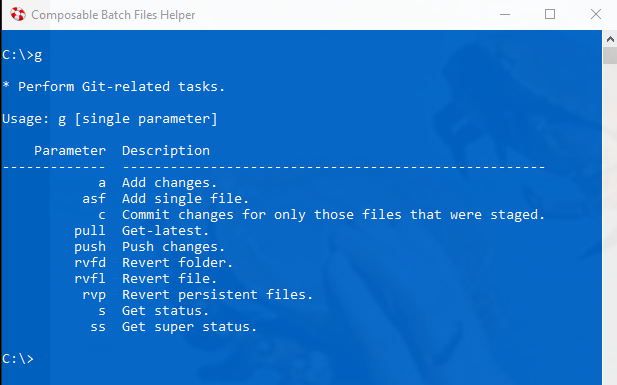 Composable Batch Files Helper
C:\>g
* Perform Git-related tasks.
Usage: g [single parameter]
Parameter  Description
-------------  -----------------------------------------------------
a  Add changes.
asf  Add single file.
c  Commit changes for only those files that were staged.
pull  Get-latest.
push  Push changes.
rvfd  Revert folder.
rvfl  Revert file.
rvp  Revert persistent files.
s  Get status.
ss  Get super status.
C:\>